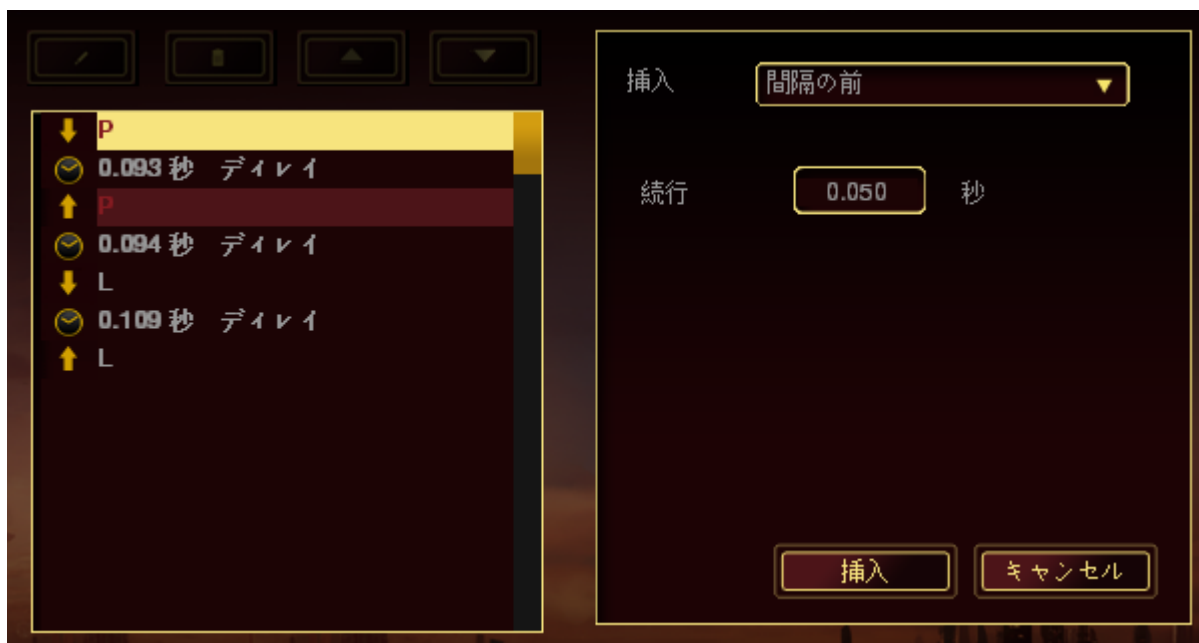 P
0.093 秒 ディレイ
P
0.094 秒 ディレイ
L
0.109 秒 ディレイ
L
挿入 間隔の前
続行 0.050 秒
挿入 キャンセル